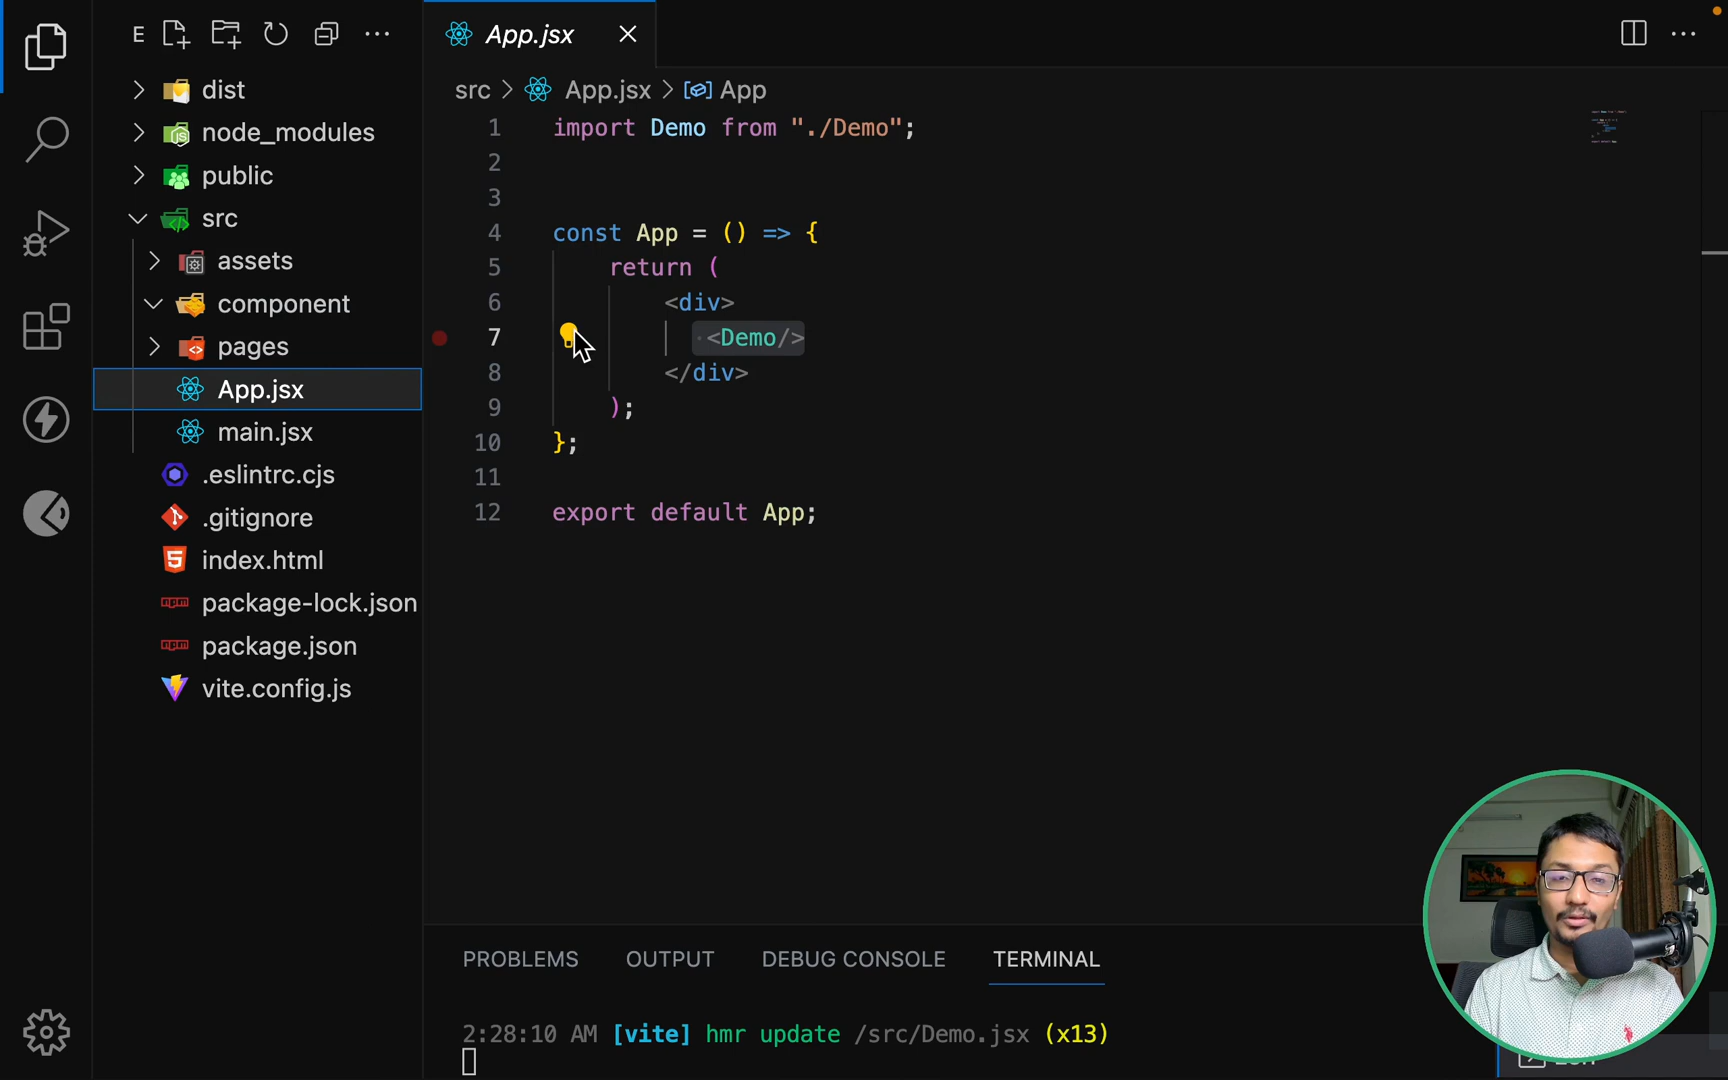 E
App.jsx
dist
node_modules
public
src
assets
component
pages
App.jsx
main.jsx
.eslintrc.cjs
.gitignore
index.html
package-lock.json
package.json
vite.config.js
src > App.jsx > App
1 import Demo from "./Demo";
2
3
4 const App = () => {
5 return (
6 <div>
7 <Demo/>
8 </div>
9 );
10 };
11
12 export default App;
PROBLEMS OUTPUT DEBUG CONSOLE TERMINAL
2:28:10 AM [vite] hmr update /src/Demo.jsx (x13)